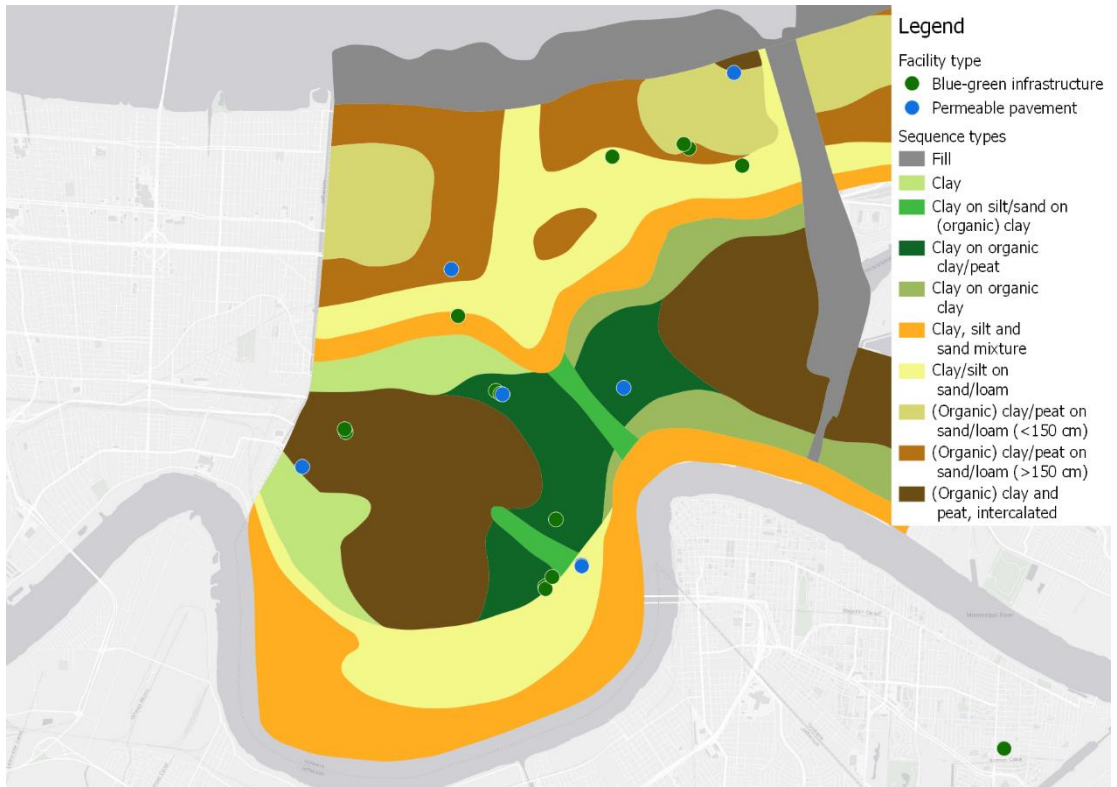 Legend
Facility type
Blue-green infrastructure
Permeable pavement
Sequence types
Fill
Clay
Clay on silt/sand on
(organic) clay
Clay on organic
clay/peat
Clay on organic
clay
Clay, silt and
sand mixture
Clay/silt on
sand/loam
(Organic) clay/peat on
sand/loam (<150 cm)
(Organic) clay/peat on
sand/loam (>150 cm)
(Organic) clay and
peat, intercalated
Mississippi River